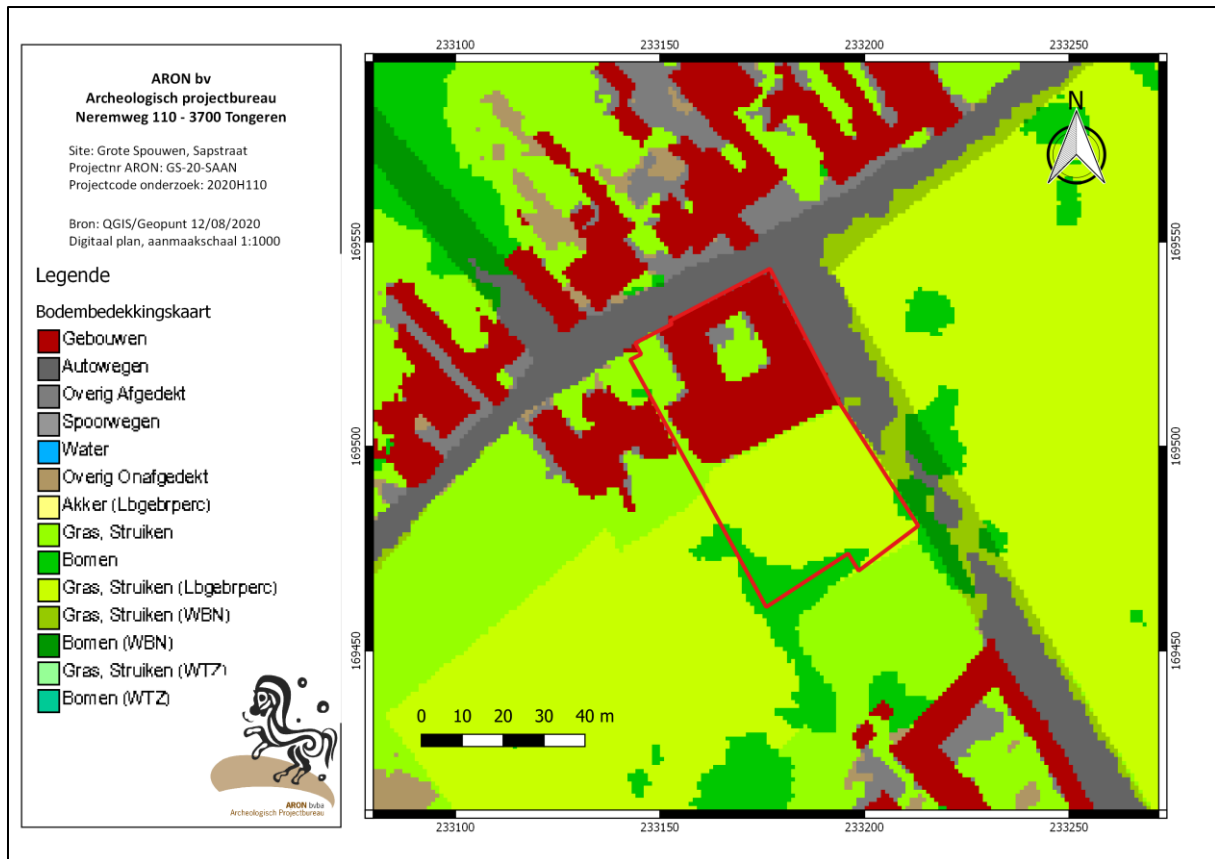 ARON bv
Archeologisch projectbureau
Neremweg 110 - 3700 Tongeren
Site: Grote Spouwen, Sapstraat
Projectnr ARON: GS-20-SAAN
Projectcode onderzoek: 2020H110
Bron: QGIS/Geopunt 12/08/2020
Digitaal plan, aanmaakschaal 1:1000
Legende
Bodembedekkingskaart
Gebouwen
Autowegen
Overig Afgedekt
Spoorwegen
Water
Overig Onafgedekt
Akker (Lbgebrperc)
Gras, Struiken
Bomen
Gras, Struiken (Lbgebrperc)
Gras, Struiken (WBN)
Bomen (WBN)
Gras, Struiken (WTZ)
Bomen (WTZ)
ARON bvba
Archeologisch Projectbureau
233100 233150 233200 233250
N
169550 169550
169500 169500
169450 169450
0 10 20 30 40 m
233100 233150 233200 233250